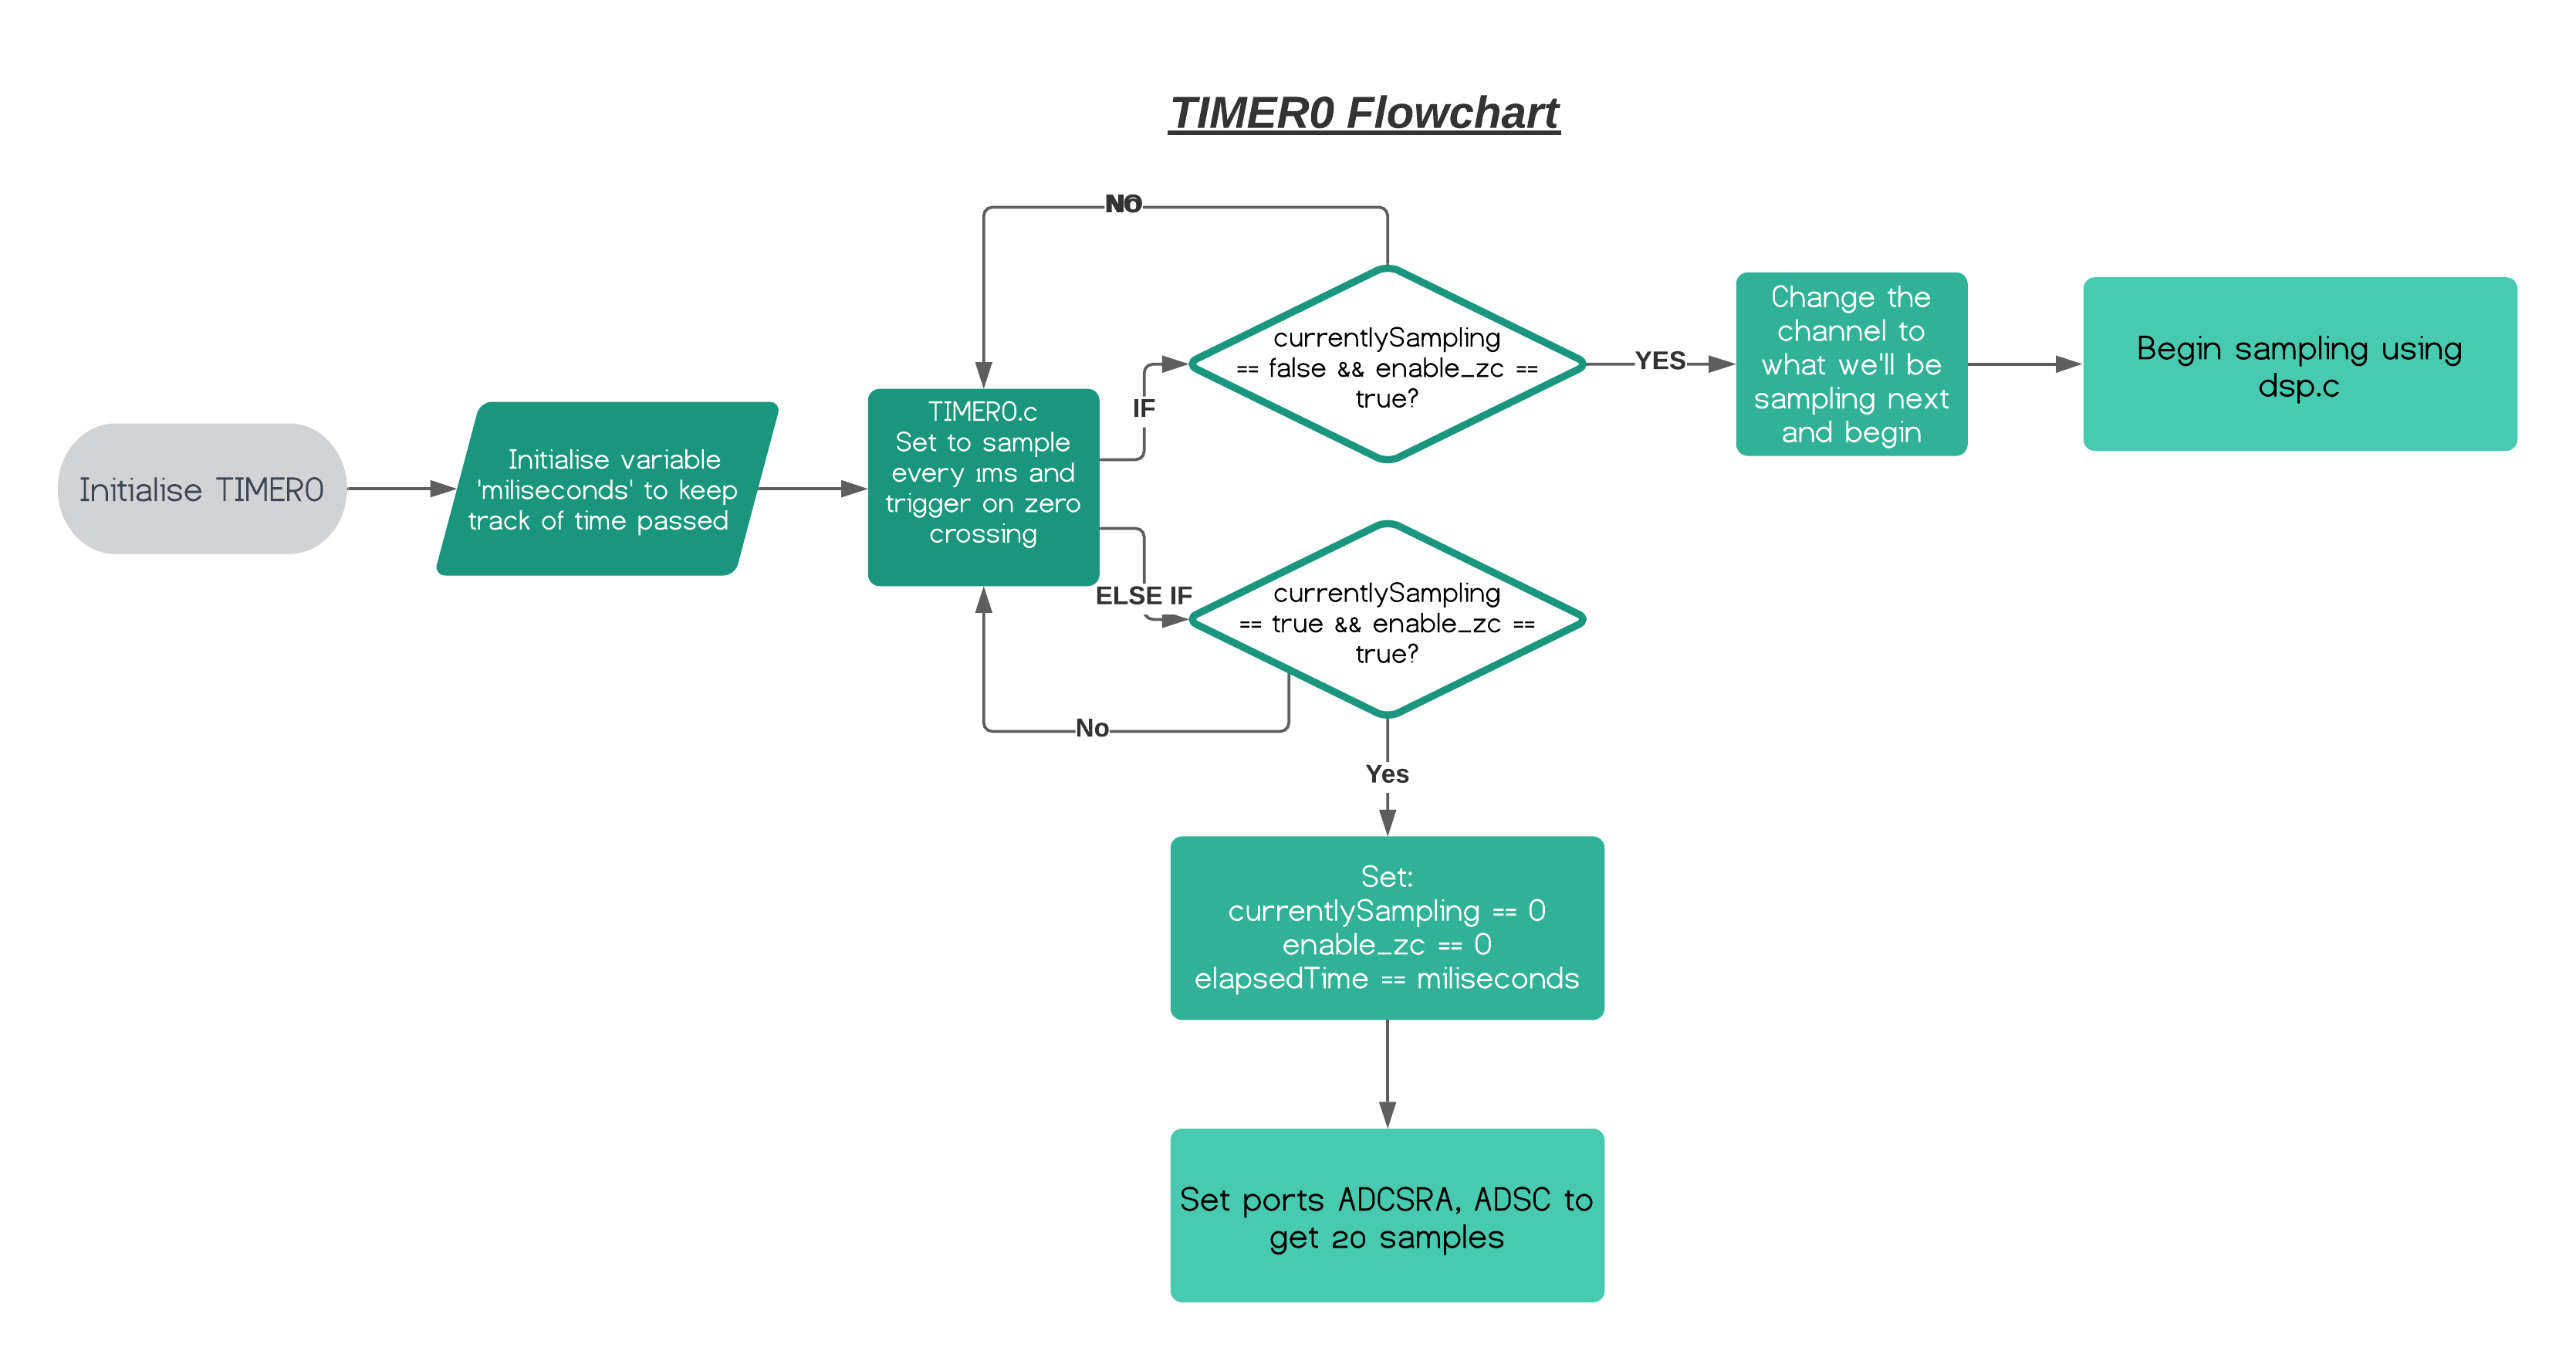 TIMER0 Flowchart
NO
currentlySampling
== false && enable_zc ==
true?
YES
Change the
channel to
what we'll be
sampling next
and begin
Begin sampling using
dsp.c
Initialise TIMER0
Initialise variable
'miliseconds' to keep
track of time passed
TIMER0.c
Set to sample
every 1ms and
trigger on zero
crossing
IF
ELSE IF
currentlySampling
== true && enable_zc ==
true?
No
Yes
Set:
currentlySampling == 0
enable_zc == 0
elapsedTime == miliseconds
Set ports ADCSRA, ADSC to
get 20 samples